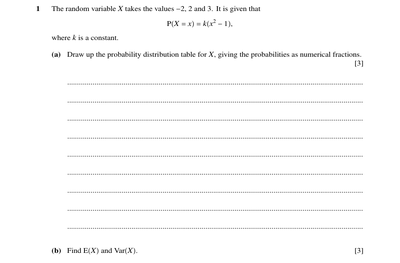 1 The random variable X takes the values −2, 2 and 3. It is given that
P(X = x) = k(x² − 1),
where k is a constant.
(a) Draw up the probability distribution table for X, giving the probabilities as numerical fractions.
[3]
(b) Find E(X) and Var(X). [3]